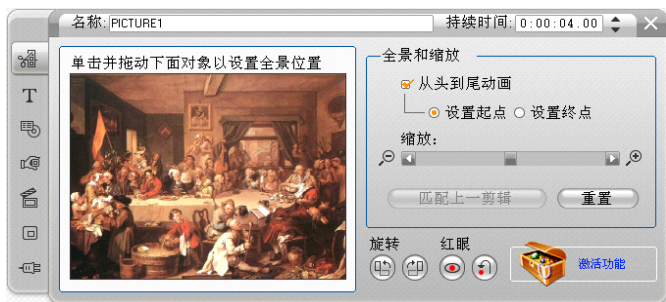 名称: PICTURE1 持续时间: 0:00:04.00
单击并拖动下面对象以设置全景位置
全景和缩放
从头到尾动画
设置起点 设置终点
缩放:
匹配上一剪辑 重置
旋转 红眼
激活功能
T